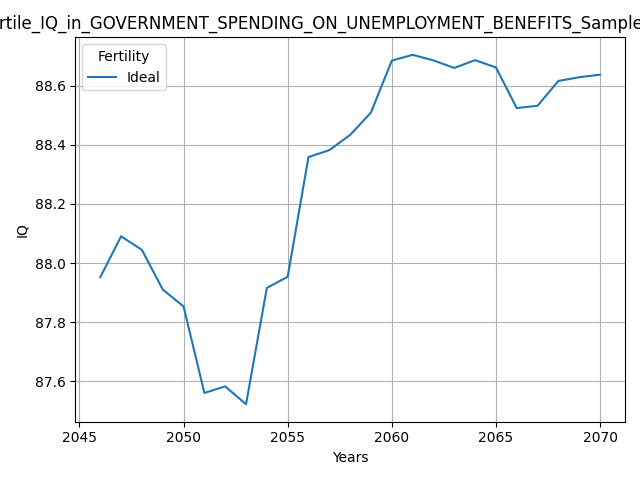 rtile_IQ_in_GOVERNMENT_SPENDING_ON_UNEMPLOYMENT_BENEFITS_Sample
Fertility
Ideal
88.6
88.4
88.2
88.0
87.8
87.6
IQ
2045 2050 2055 2060 2065 2070
Years